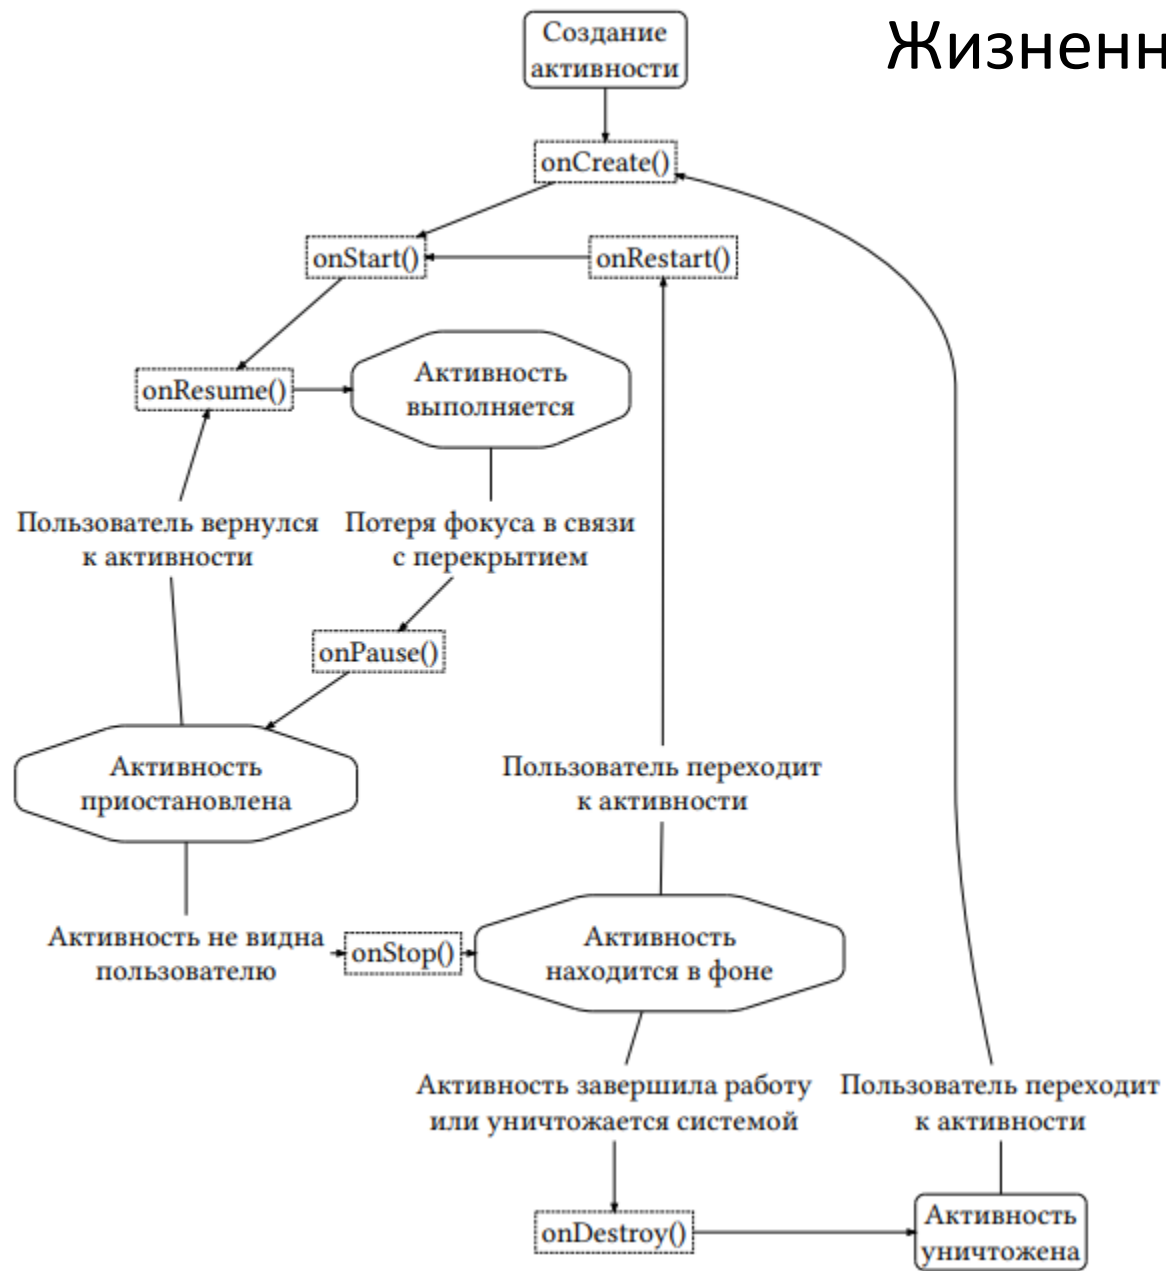 Жизненн
Создание
активности
onCreate()
onStart()
onRestart()
onResume()
Активность
выполняется
Пользователь вернулся
к активности
Потеря фокуса в связи
с перекрытием
onPause()
Активность
приостановлена
Пользователь переходит
к активности
Активность не видна
пользователю
onStop()
Активность
находится в фоне
Активность завершила работу
или уничтожается системой
Пользователь переходит
к активности
onDestroy()
Активность
уничтожена